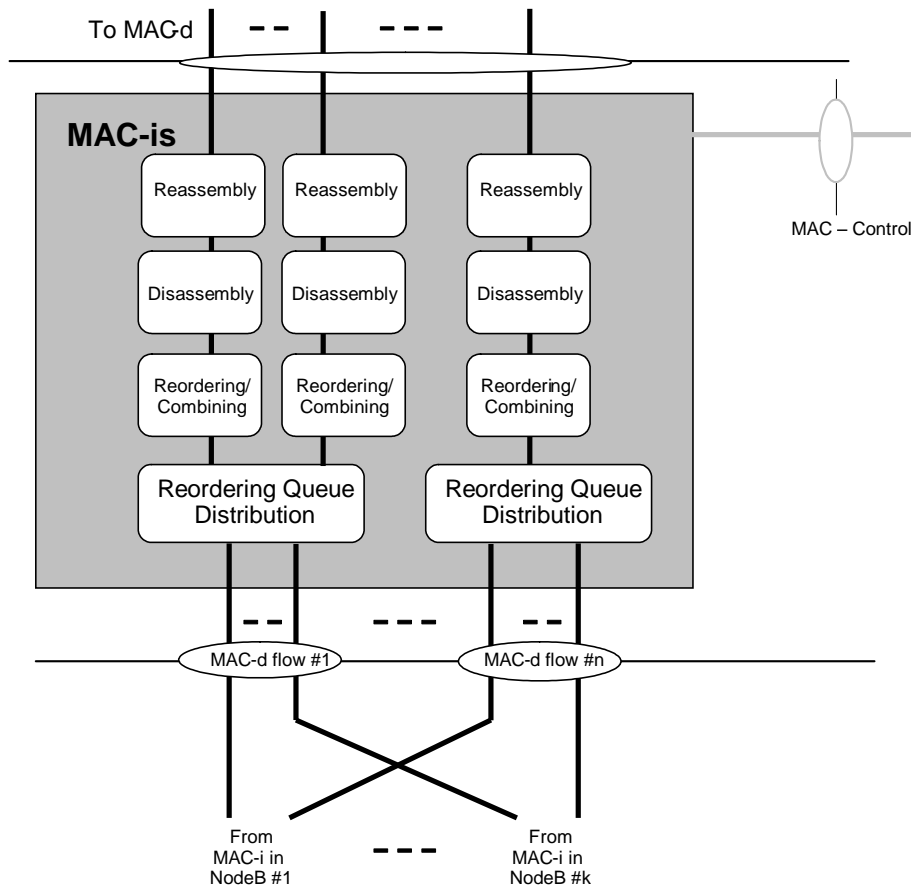 To MAC-d
MAC-is
MAC – Control
Reassembly
Reassembly
Reassembly
Disassembly
Disassembly
Disassembly
Reordering/
Combining
Reordering/
Combining
Reordering/
Combining
Reordering Queue
Distribution
Reordering Queue
Distribution
MAC-d flow #1
MAC-d flow #n
From
MAC-i in
NodeB #1
From
MAC-i in
NodeB #k